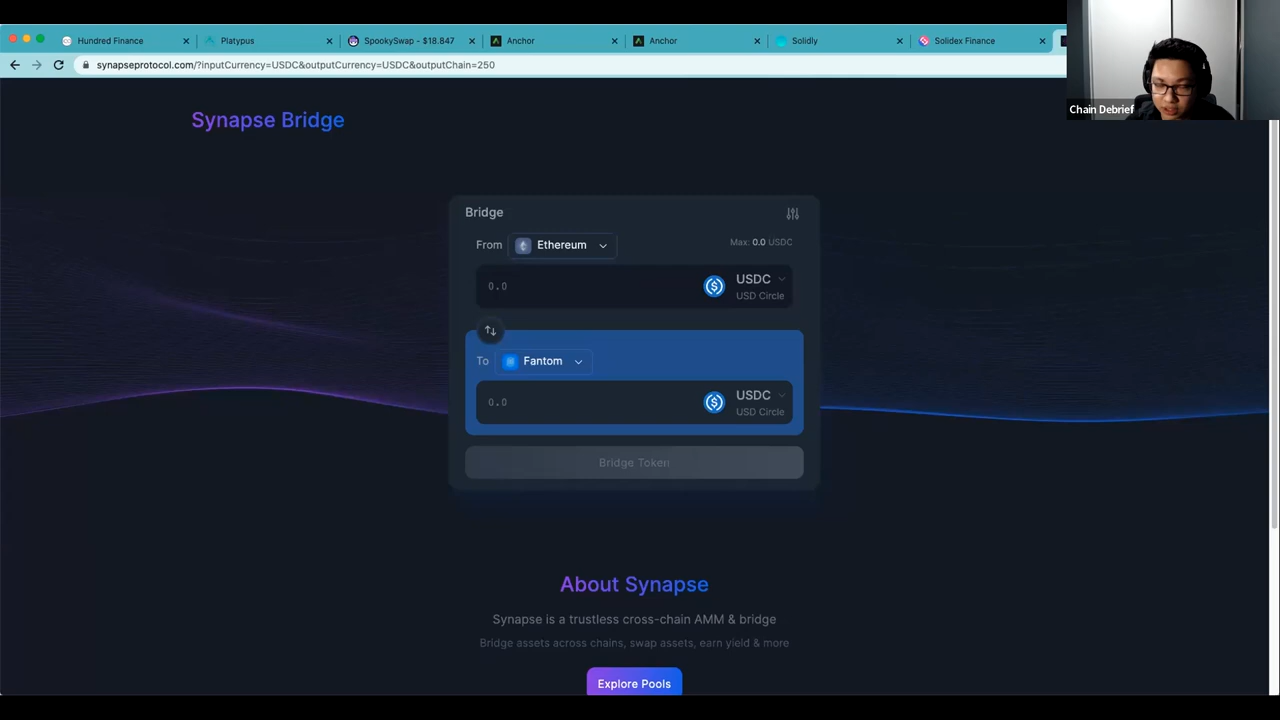 Hundred Finance
Platypus
SpookySwap - $18.847
Anchor
Anchor
Solidly
Solidex Finance
synapseprotocol.com/?inputCurrency=USDC&outputCurrency=USDC&outputChain=250
Chain Debrief
Synapse Bridge
Bridge
From Ethereum Max: 0.0 USDC
0.0 USDC
USD Circle
To Fantom
0.0 USDC
USD Circle
Bridge Token
About Synapse
Synapse is a trustless cross-chain AMM & bridge
Bridge assets across chains, swap assets, earn yield & more
Explore Pools